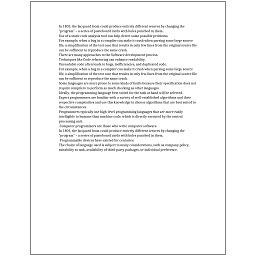 In 1801, the Jacquard loom could produce entirely different weaves by changing the
"program" - a series of pasteboard cards with holes punched in them.
Use of a static code analysis tool can help detect some possible problems.
For example, when a bug in a compiler can make it crash when parsing some large source
file, a simplification of the test case that results in only few lines from the original source file
can be sufficient to reproduce the same crash.
There are many approaches to the Software development process.
Techniques like Code refactoring can enhance readability.
Unreadable code often leads to bugs, inefficiencies, and duplicated code.
For example, when a bug in a compiler can make it crash when parsing some large source
file, a simplification of the test case that results in only few lines from the original source file
can be sufficient to reproduce the same crash.
Some languages are more prone to some kinds of faults because their specification does not
require compilers to perform as much checking as other languages.
Ideally, the programming language best suited for the task at hand will be selected.
Expert programmers are familiar with a variety of well-established algorithms and their
respective complexities and use this knowledge to choose algorithms that are best suited to
the circumstances.
Programmers typically use high-level programming languages that are more easily
intelligible to humans than machine code, which is directly executed by the central
processing unit.
Computer programmers are those who write computer software.
In 1801, the Jacquard loom could produce entirely different weaves by changing the
"program" - a series of pasteboard cards with holes punched in them.
Programmable devices have existed for centuries.
The choice of language used is subject to many considerations, such as company policy,
suitability to task, availability of third-party packages, or individual preference.